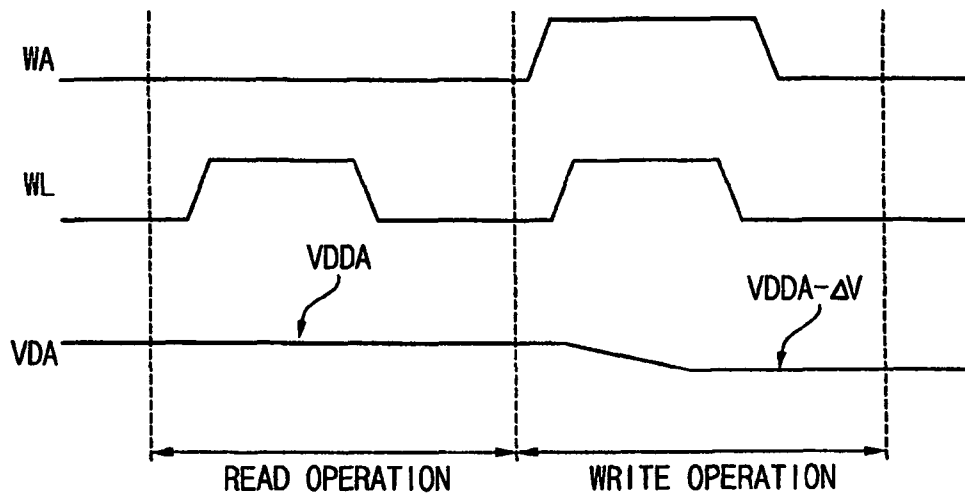 WA
WL
VDDA
VDDA-ΔV
VDA
READ OPERATION
WRITE OPERATION